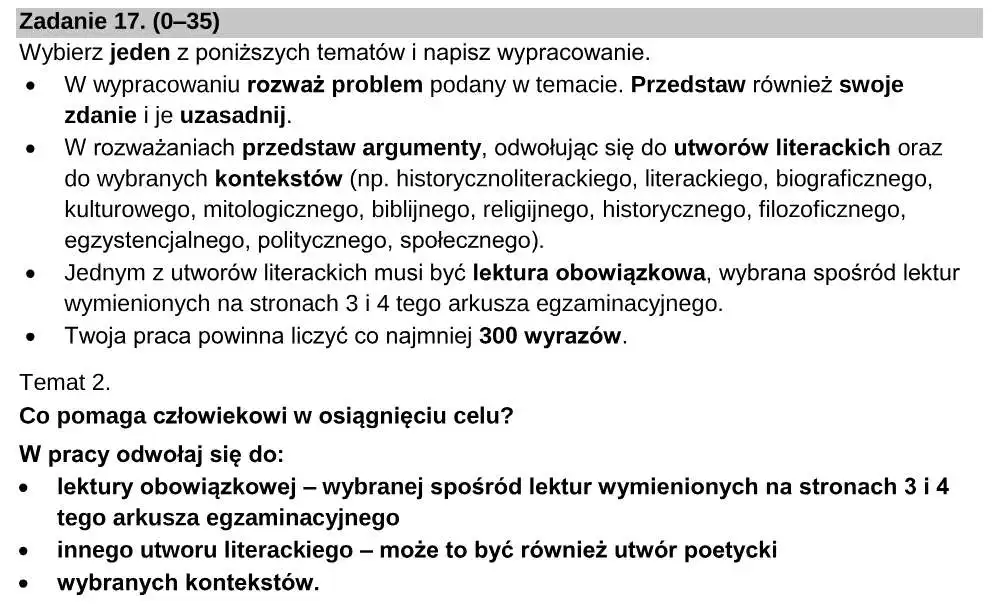 Zadanie 17. (0–35)
Wybierz jeden z poniższych tematów i napisz wypracowanie.
• W wypracowaniu rozważ problem podany w temacie. Przedstaw również swoje
zdanie i je uzasadnij.
• W rozważaniach przedstaw argumenty, odwołując się do utworów literackich oraz
do wybranych kontekstów (np. historycznoliterackiego, literackiego, biograficznego,
kulturowego, mitologicznego, biblijnego, religijnego, historycznego, filozoficznego,
egzystencjalnego, politycznego, społecznego).
• Jednym z utworów literackich musi być lektura obowiązkowa, wybrana spośród lektur
wymienionych na stronach 3 i 4 tego arkusza egzaminacyjnego.
• Twoja praca powinna liczyć co najmniej 300 wyrazów.
Temat 2.
Co pomaga człowiekowi w osiągnięciu celu?
W pracy odwołaj się do:
• lektury obowiązkowej – wybranej spośród lektur wymienionych na stronach 3 i 4
tego arkusza egzaminacyjnego
• innego utworu literackiego – może to być również utwór poetycki
• wybranych kontekstów.